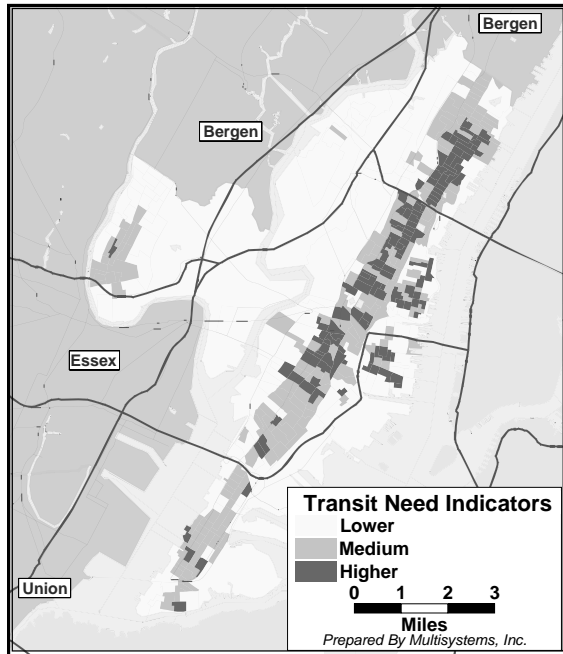 Bergen
Bergen
Essex
Union
Transit Need Indicators
Lower
Medium
Higher
0 1 2 3
Miles
Prepared By Multisystems, Inc.